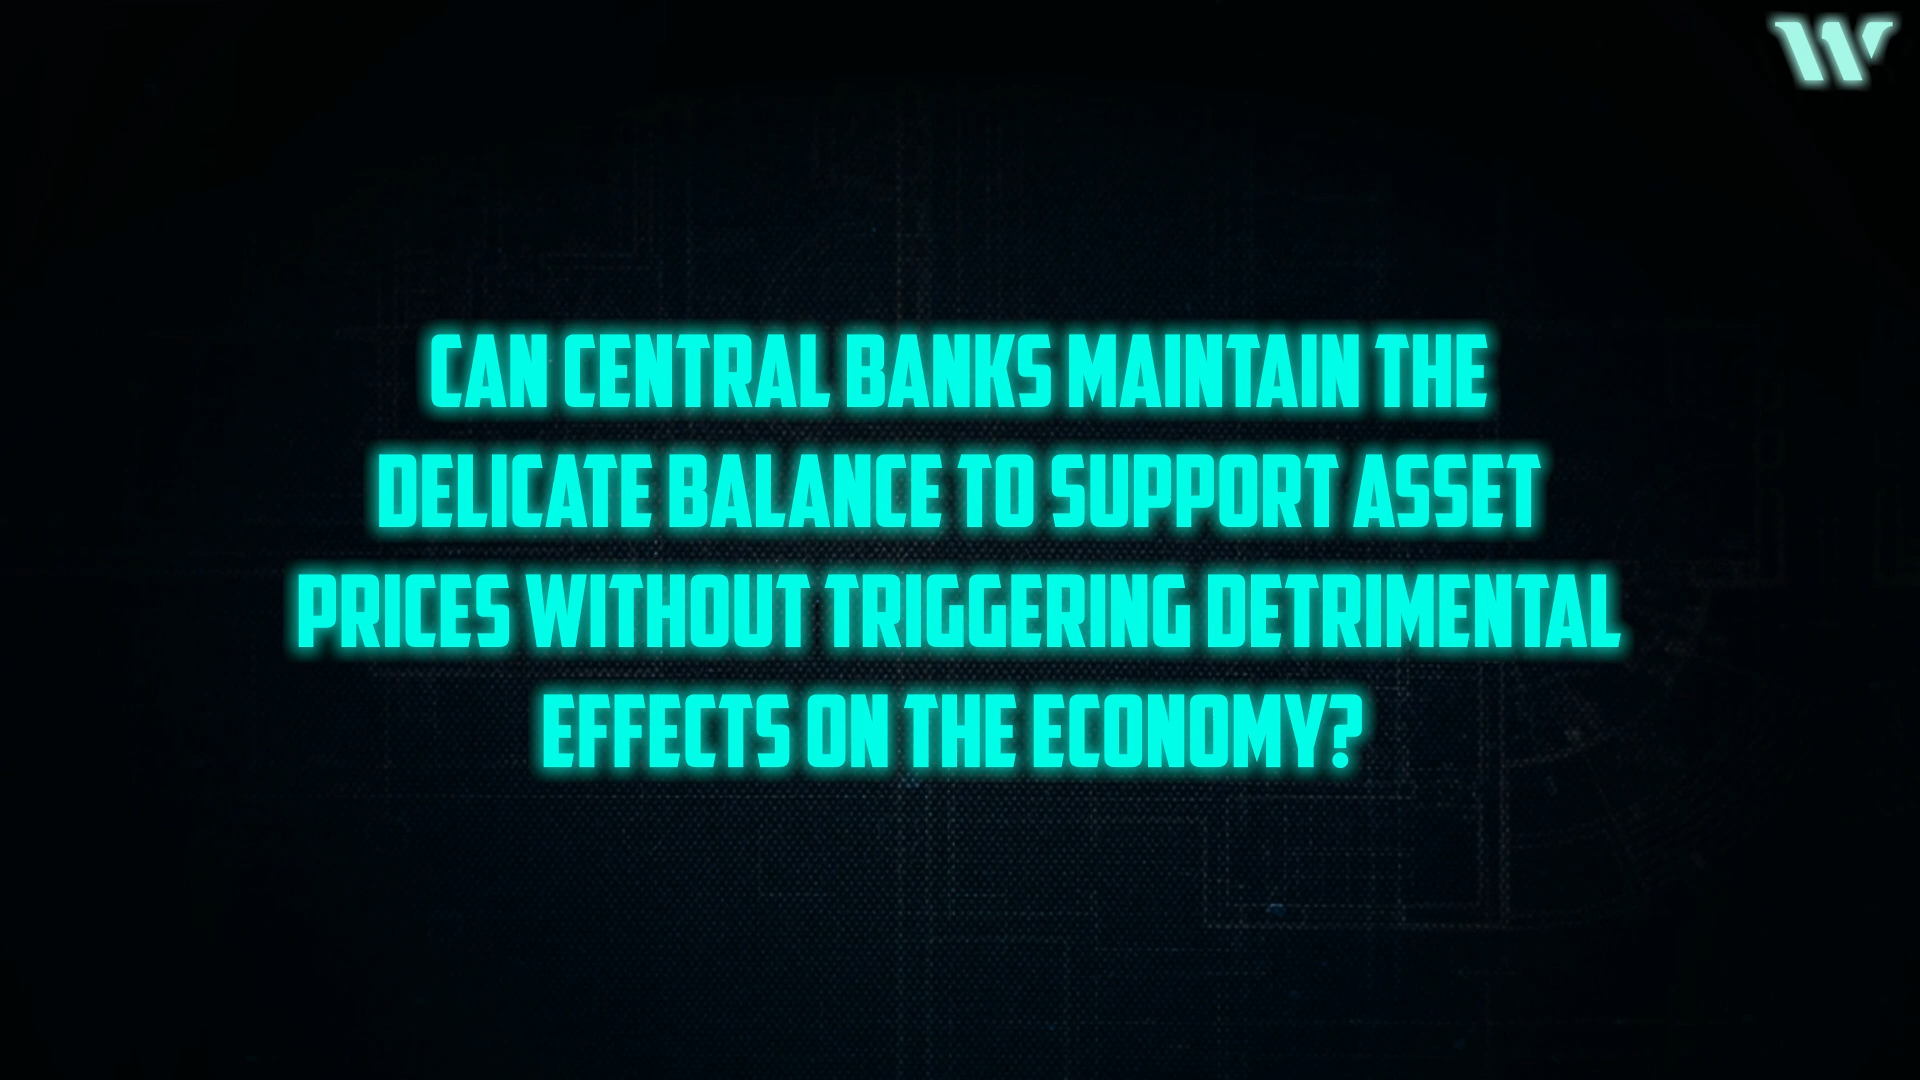 W
CAN CENTRAL BANKS MAINTAIN THE
DELICATE BALANCE TO SUPPORT ASSET
PRICES WITHOUT TRIGGERING DETRIMENTAL
EFFECTS ON THE ECONOMY?